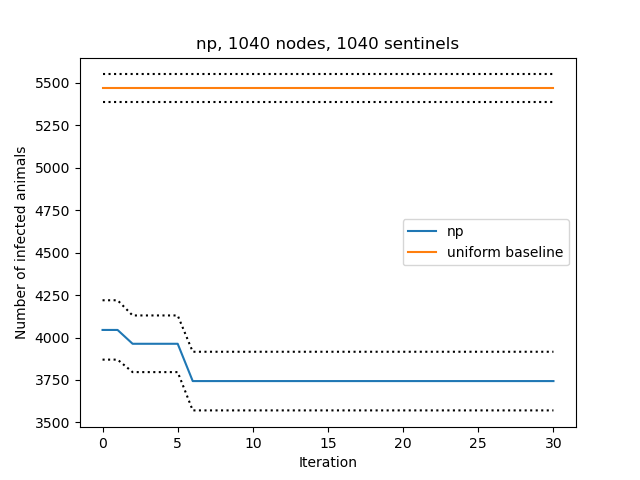 np, 1040 nodes, 1040 sentinels
5500
5250
5000
4750
4500
4250
4000
3750
3500
Number of infected animals
np
uniform baseline
0 5 10 15 20 25 30
Iteration